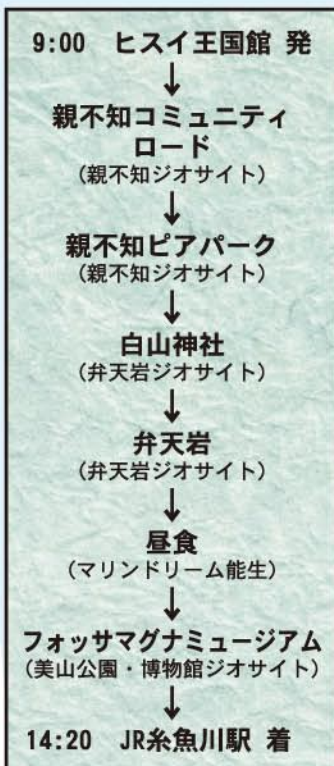 9:00 ヒスイ王国館 発
↓
親不知コミュニティ
ロード
(親不知ジオサイト)
↓
親不知ピアパーク
(親不知ジオサイト)
↓
白山神社
(弁天岩ジオサイト)
↓
弁天岩
(弁天岩ジオサイト)
↓
昼食
(マリンドリーム能生)
↓
フォッサマグナミュージアム
(美山公園・博物館ジオサイト)
↓
14:20 JR糸魚川駅 着